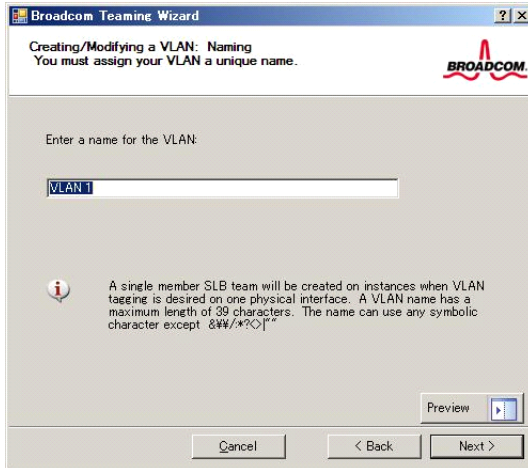 Broadcom Teaming Wizard
Creating/Modifying a VLAN: Naming
You must assign your VLAN a unique name.
BROADCOM.
Enter a name for the VLAN:
VLAN 1
A single member SLB team will be created on instances when VLAN
tagging is desired on one physical interface. A VLAN name has a
maximum length of 39 characters. The name can use any symbolic
character except &¥¥/:*?<>|""
Preview
Cancel
< Back
Next >